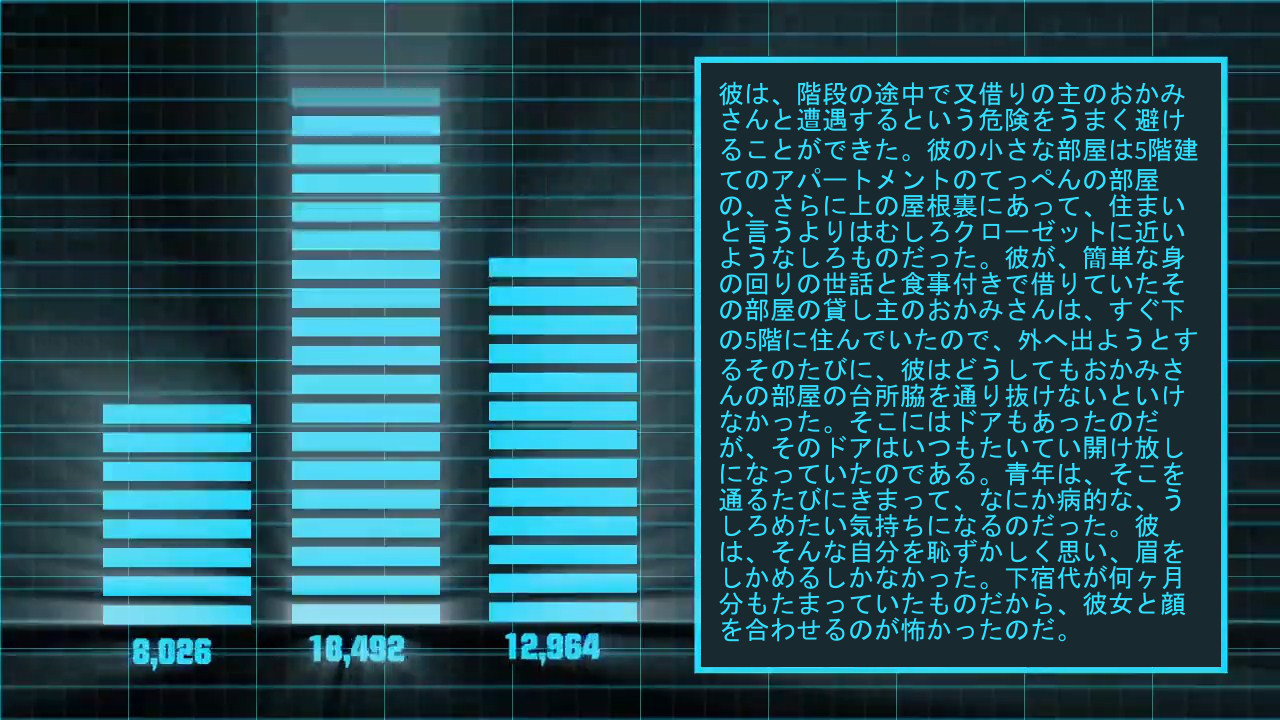 8,026
18,492
12,964
彼は、階段の途中で又借りの主のおかみ
さんと遭遇するという危険をうまく避け
ることができた。彼の小さな部屋は5階建
てのアパートメントのてっぺんの部屋
の、さらに上の屋根裏にあって、住まい
と言うよりはむしろクローゼットに近い
ようなしろものだった。彼が、簡単な身
の回りの世話と食事付きで借りていたそ
の部屋の貸し主のおかみさんは、すぐ下
の5階に住んでいたので、外へ出ようとす
るそのたびに、彼はどうしてもおかみさ
んの部屋の台所脇を通り抜けないといけ
なかった。そこにはドアもあったのだ
が、そのドアはいつもたいてい開け放し
になっていたのである。青年は、そこを
通るたびにきまって、なにか病的な、う
しろめたい気持ちになるのだった。彼
は、そんな自分を恥ずかしく思い、眉を
しかめるしかなかった。下宿代が何ヶ月
分もたまっていたものだから、彼女と顔
を合わせるのが怖かったのだ。